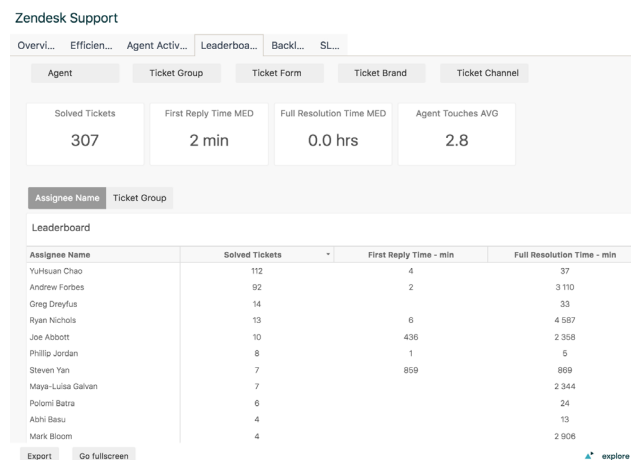 Zendesk Support
Overvi... Efficien... Agent Activ... Leaderboa... Backl... SL...
Agent Ticket Group Ticket Form Ticket Brand Ticket Channel
Solved Tickets First Reply Time MED Full Resolution Time MED Agent Touches AVG
307 2 min 0.0 hrs 2.8
Assignee Name Ticket Group
Leaderboard
Assignee Name Solved Tickets First Reply Time - min Full Resolution Time - min
YuHsuan Chao 112 4 37
Andrew Forbes 92 2 3 110
Greg Dreyfus 14 33
Ryan Nichols 13 6 4 587
Joe Abbott 10 436 2 358
Phillip Jordan 8 1 5
Steven Yan 7 859 869
Maya-Luisa Galvan 7 2 344
Polomi Batra 6 24
Abhi Basu 4 13
Mark Bloom 4 2 906
Export Go fullscreen explore